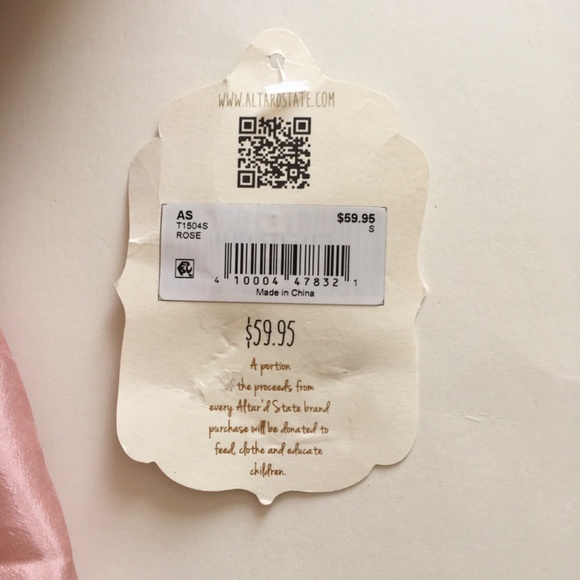 WWW.ALTARDSTATE.COM
AS $59.95
T1504S S
ROSE
4 10004 47832 1
Made in China
$59.95
A portion
of the proceeds from
every Altar'd State brand
purchase will be donated to
feed, clothe and educate
children.